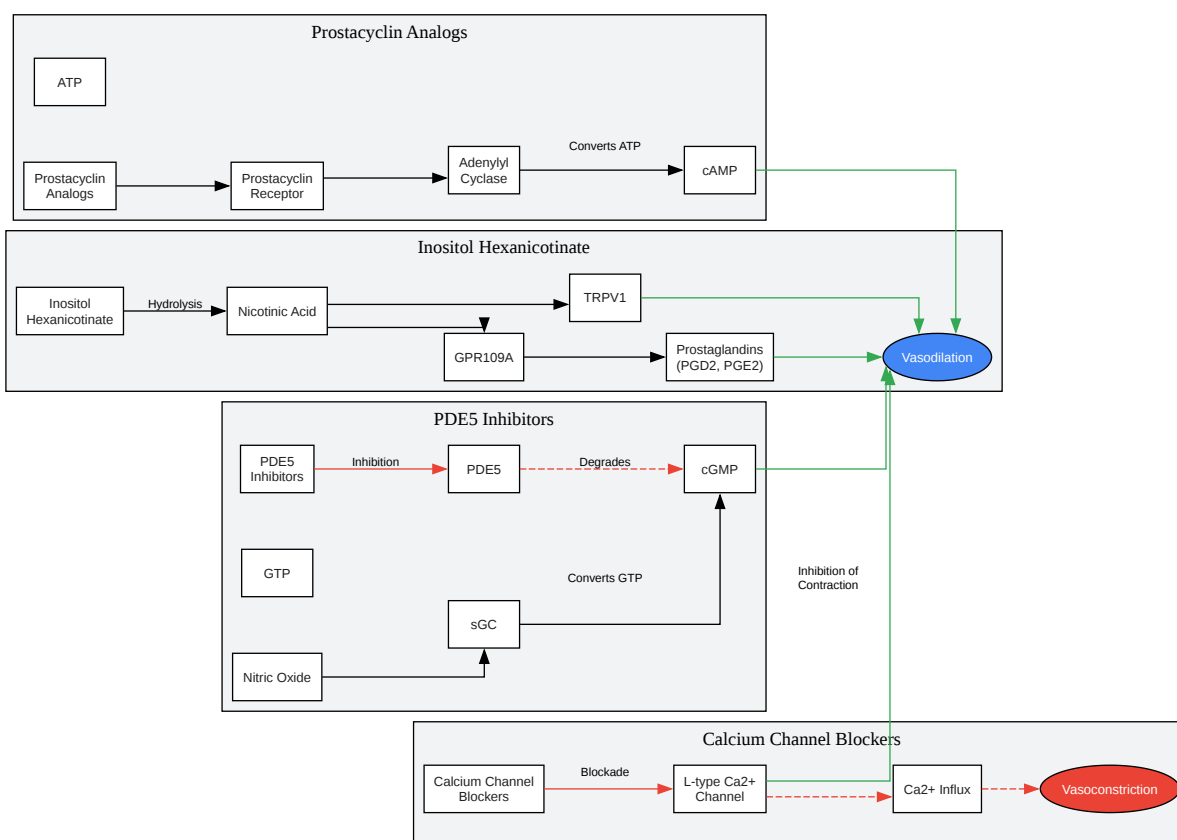 Prostacyclin Analogs
ATP
Prostacyclin
Analogs
Prostacyclin
Receptor
Adenylyl
Cyclase
Converts ATP
cAMP
Inositol Hexanicotinate
Inositol
Hexanicotinate
Hydrolysis
Nicotinic Acid
TRPV1
GPR109A
Prostaglandins
(PGD2, PGE2)
Vasodilation
PDE5 Inhibitors
PDE5
Inhibitors
Inhibition
PDE5
Degrades
cGMP
GTP
Converts GTP
sGC
Nitric Oxide
Inhibition of
Contraction
Calcium Channel Blockers
Calcium Channel
Blockers
Blockade
L-type Ca2+
Channel
Ca2+ Influx
Vasoconstriction